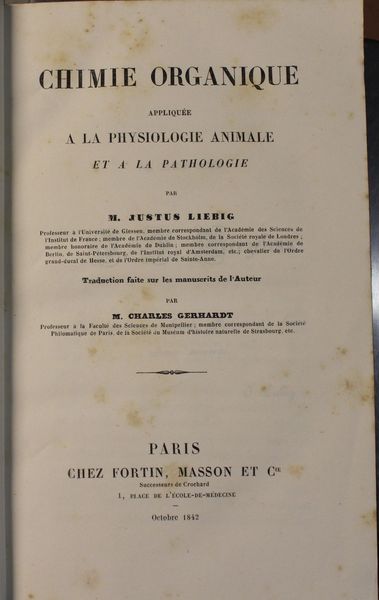 CHIMIE ORGANIQUE
APPLIQUÉE
A LA PHYSIOLOGIE ANIMALE
ET A LA PATHOLOGIE
PAR
M. JUSTUS LIEBIG
Professeur à l'Université de Giessen, membre correspondant de l'Académie des Sciences de
l'Institut de France; membre de l'Académie de Stockholm, de la Société royale de Londres;
membre honoraire de l'Académie de Dublin; membre correspondant de l'Académie de
Berlin, de Saint-Pétersbourg, de l'Institut royal d'Amsterdam, etc.; chevalier de l'Ordre
grand-ducal de Hesse, et de l'Ordre impérial de Sainte-Anne.
Traduction faite sur les manuscrits de l'Auteur
PAR
M. CHARLES GERHARDT
Professeur à la Faculté des Sciences de Montpellier; membre correspondant de la Société
Philomatique de Paris, de la Société du Muséum d'histoire naturelle de Strasbourg, etc.
PARIS
CHEZ FORTIN, MASSON ET Cie
Successeurs de Crochard
1, PLACE DE L'ÉCOLE-DE-MÉDECINE
Octobre 1842